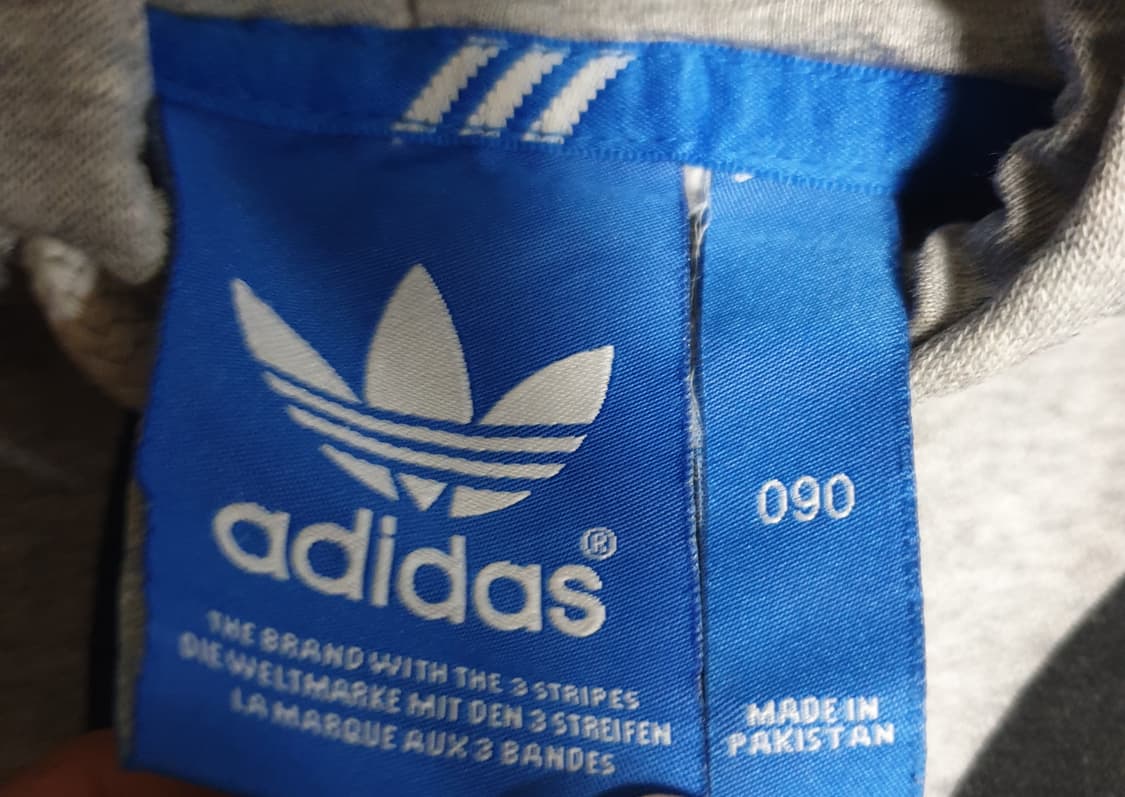 adidas®
THE BRAND WITH THE 3 STRIPES
DIE WELTMARKE MIT DEN 3 STREIFEN
LA MARQUE AUX 3 BANDES
090
MADE IN
PAKISTAN